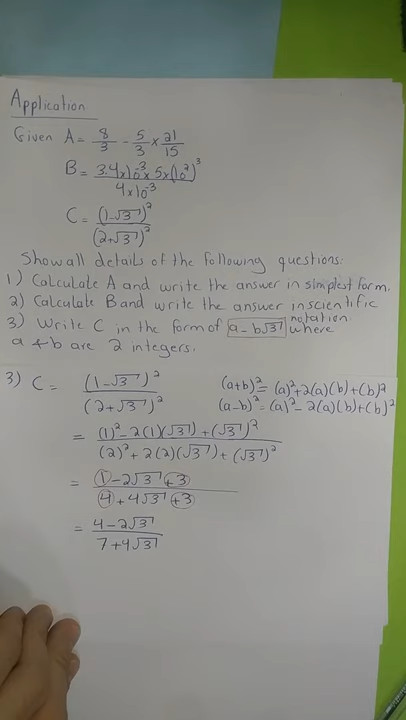 Application
Given A = 8/3 - 5/3 x 21/15
B = 3.4x10^-3 x 5x(10^2)^3 / 4x10^-3
C = (1-√3)^2 / (2+√3)^2
Show all details of the following questions:
1) Calculate A and write the answer in simplest form.
2) Calculate B and write the answer in scientific notation.
3) Write C in the form of a - b√3 where
a & b are 2 integers.
3) C = (1-√3)^2 / (2+√3)^2
(a+b)^2 = (a)^2+2(a)(b)+(b)^2
(a-b)^2 = (a)^2-2(a)(b)+(b)^2
= (1)^2-2(1)(√3)+(√3)^2 / (2)^2+2(2)(√3)+(√3)^2
= 1-2√3+3 / 4+4√3+3
= 4-2√3 / 7+4√3